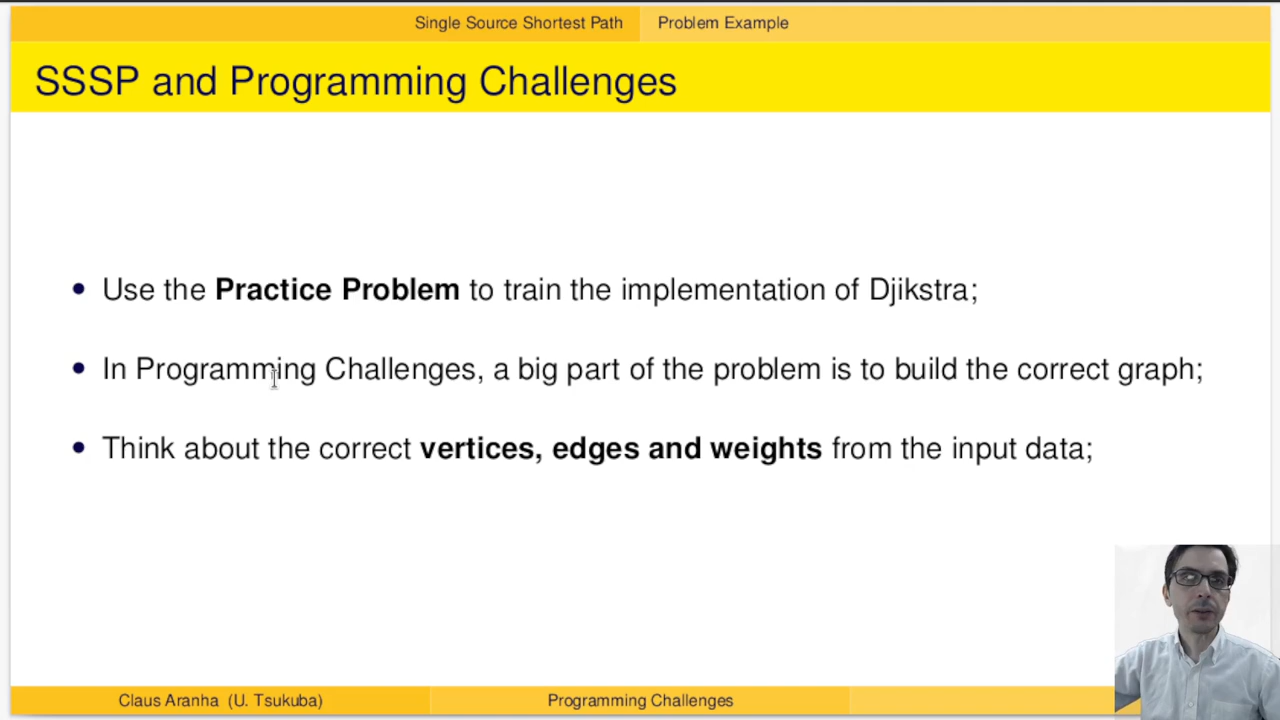 Single Source Shortest Path Problem Example
SSSP and Programming Challenges
• Use the Practice Problem to train the implementation of Djikstra;
• In Programming Challenges, a big part of the problem is to build the correct graph;
• Think about the correct vertices, edges and weights from the input data;
Claus Aranha (U. Tsukuba) Programming Challenges